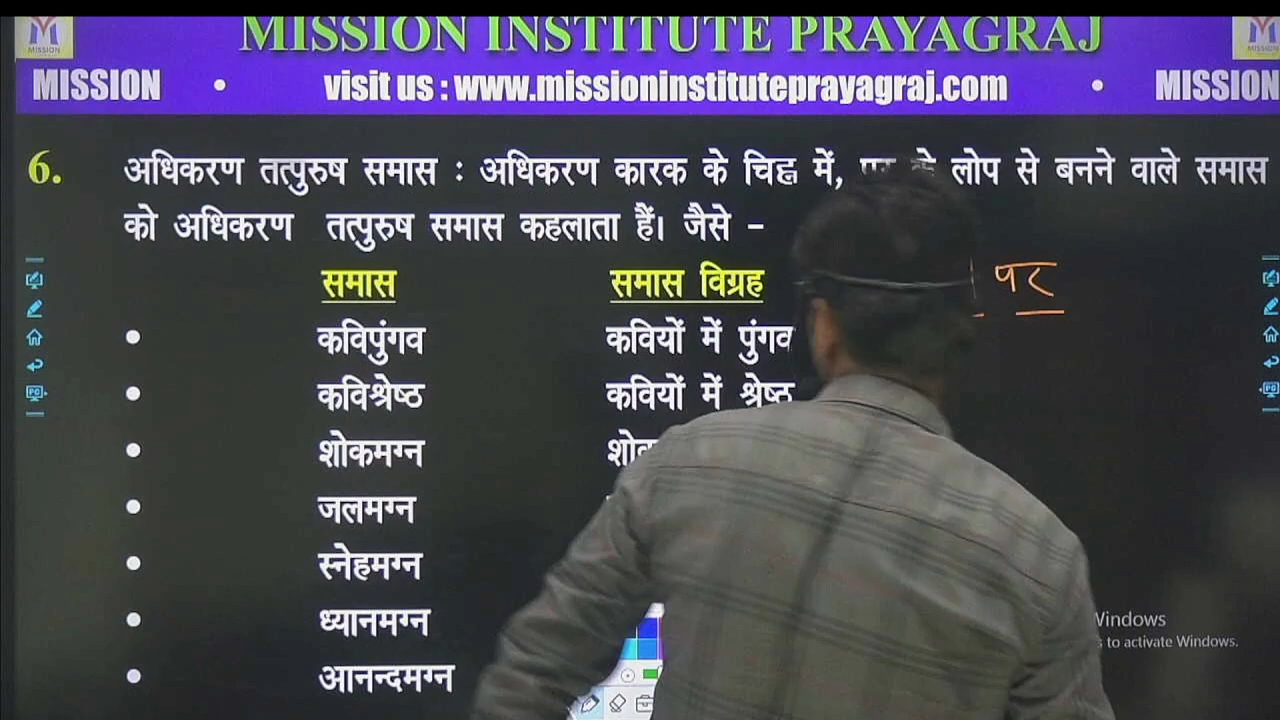 MISSION INSTITUTE PRAYAGRAJ
MISSION
MISSION
MISSION • visit us : www.missioninstituteprayagraj.com • MISSION
6. अधिकरण तत्पुरुष समास : अधिकरण कारक के चिह्न में, लोप से बनने वाले समास
को अधिकरण तत्पुरुष समास कहलाता हैं। जैसे –
समास समास विग्रह पर
• कविपुंगव कवियों में पुंगव
• कविश्रेष्ठ कवियों में श्रेष्ठ
• शोकमग्न
• जलमग्न
• स्नेहमग्न
• ध्यानमग्न
• आनन्दमग्न
Windows
to activate Windows.